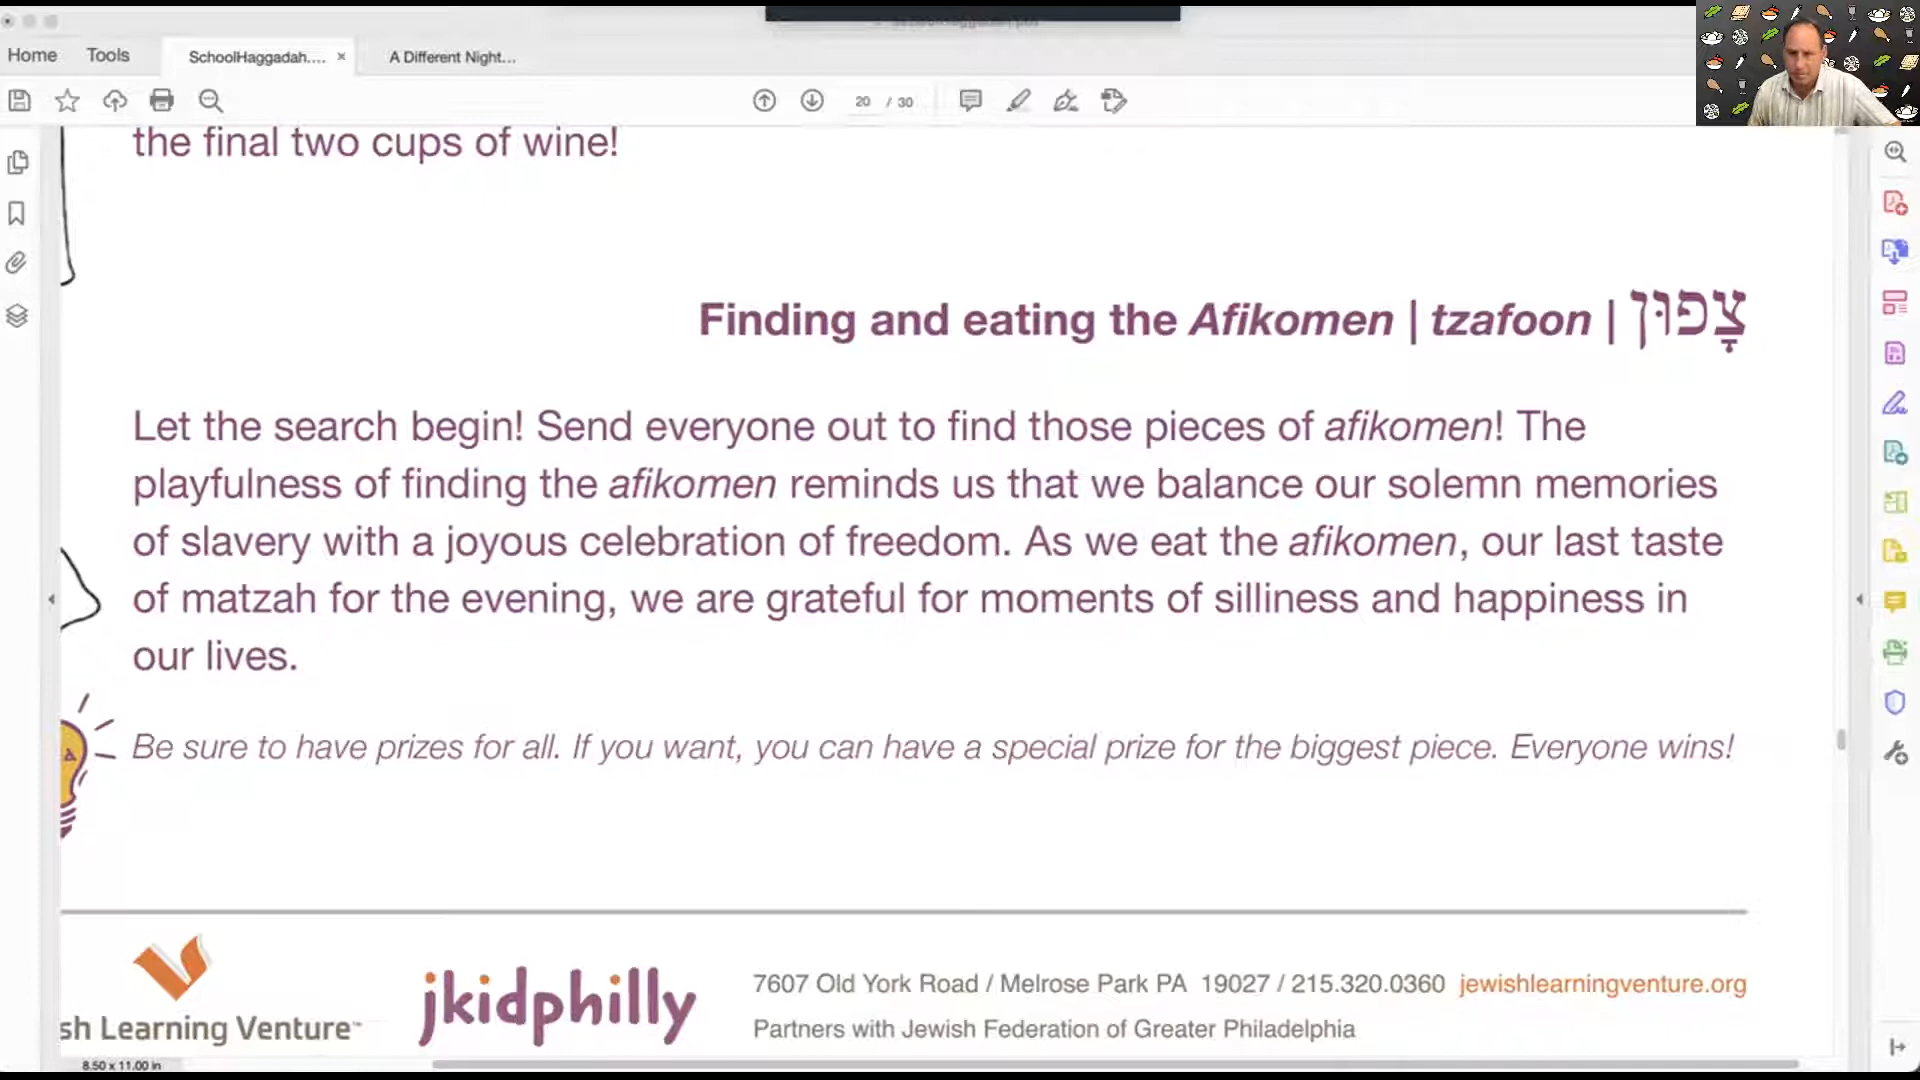 Home
Tools
SchoolHaggadah....
A Different Night...
20 / 30
the final two cups of wine!
Finding and eating the Afikomen | tzafoon | צָפוּן
Let the search begin! Send everyone out to find those pieces of afikomen! The
playfulness of finding the afikomen reminds us that we balance our solemn memories
of slavery with a joyous celebration of freedom. As we eat the afikomen, our last taste
of matzah for the evening, we are grateful for moments of silliness and happiness in
our lives.
Be sure to have prizes for all. If you want, you can have a special prize for the biggest piece. Everyone wins!
sh Learning Venture
jkidphilly
7607 Old York Road / Melrose Park PA 19027 / 215.320.0360 jewishlearningventure.org
Partners with Jewish Federation of Greater Philadelphia
8.50 x 11.00 in